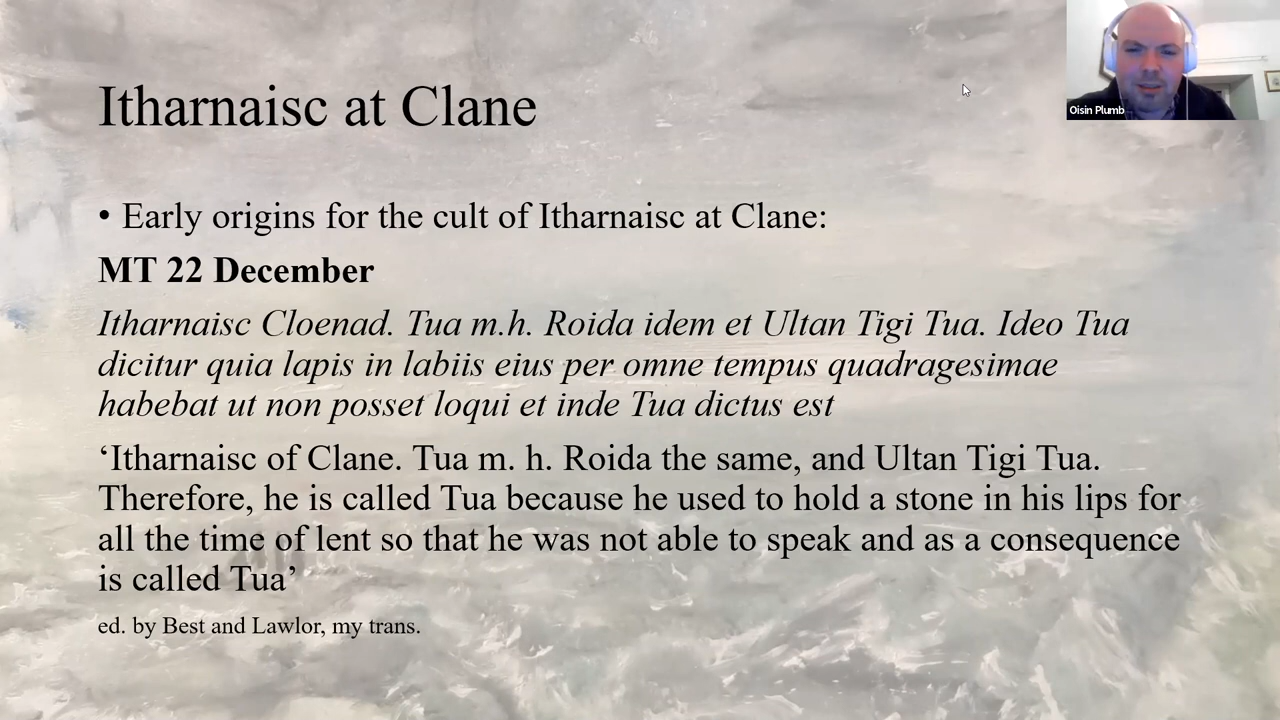 Itharnaisc at Clane
Oisin Plumb
• Early origins for the cult of Itharnaisc at Clane:
MT 22 December
Itharnaisc Cloenad. Tua m.h. Roida idem et Ultan Tigi Tua. Ideo Tua
dicitur quia lapis in labiis eius per omne tempus quadragesimae
habebat ut non posset loqui et inde Tua dictus est
‘Itharnaisc of Clane. Tua m. h. Roida the same, and Ultan Tigi Tua.
Therefore, he is called Tua because he used to hold a stone in his lips for
all the time of lent so that he was not able to speak and as a consequence
is called Tua’
ed. by Best and Lawlor, my trans.